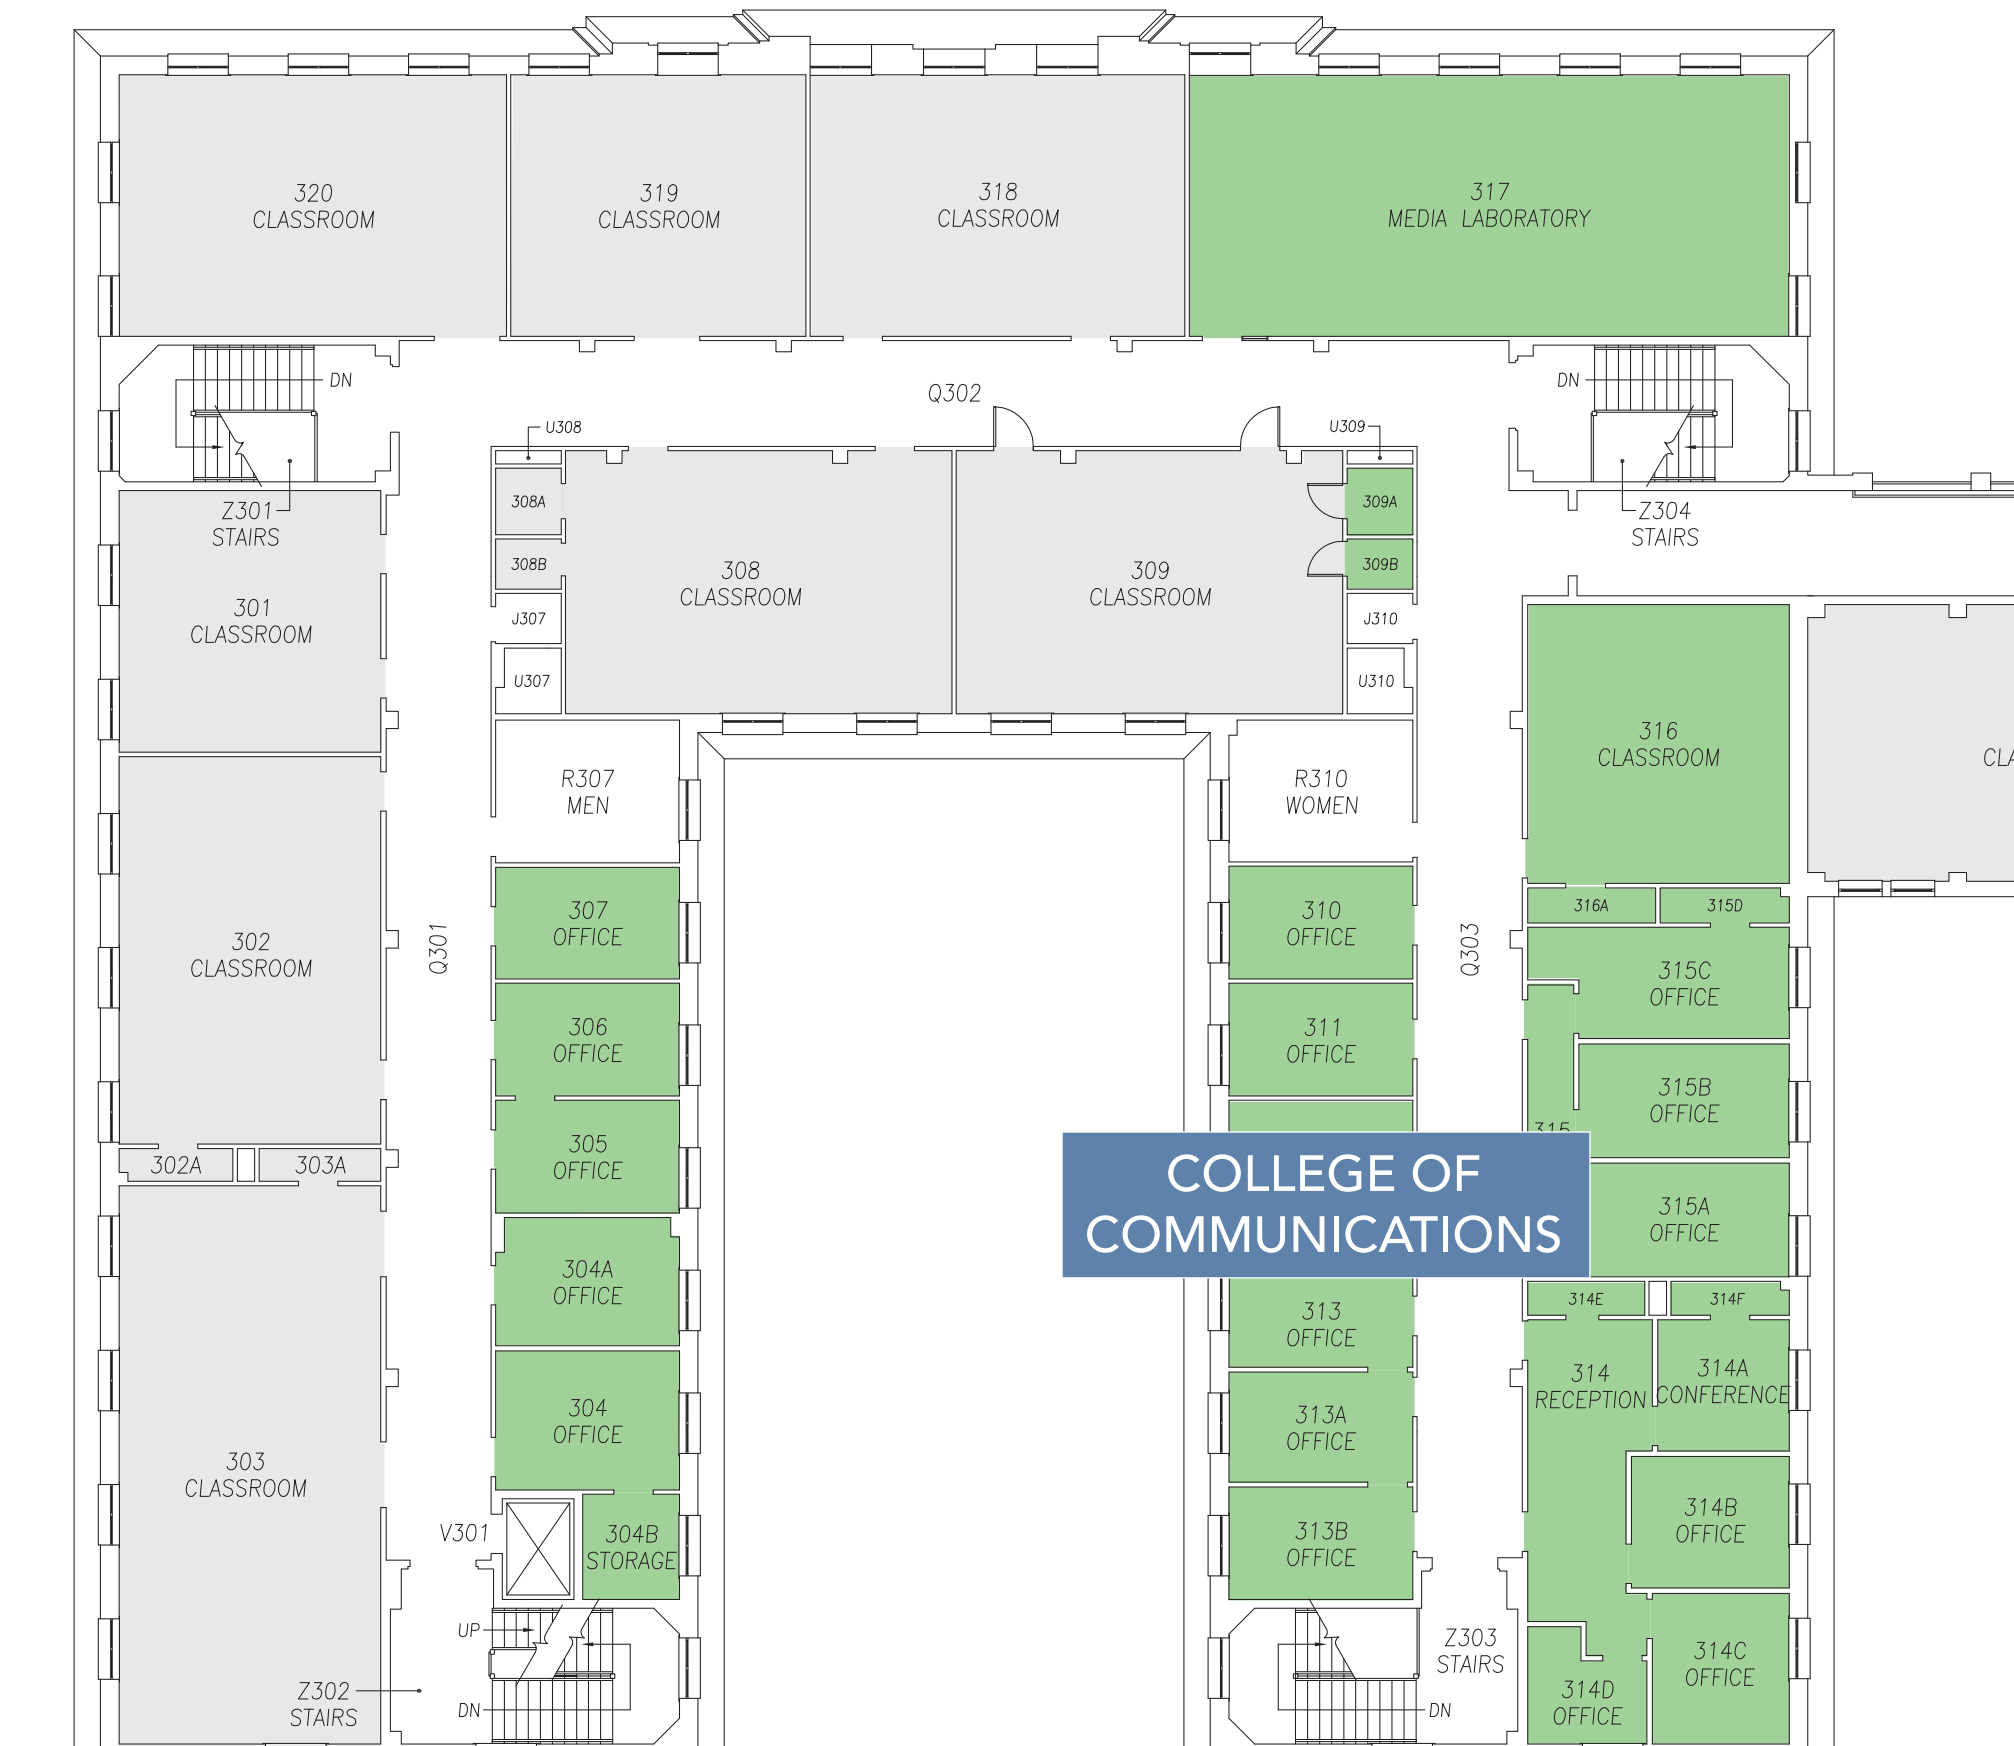 320
CLASSROOM
319
CLASSROOM
318
CLASSROOM
317
MEDIA LABORATORY
DN
Q302
DN
U308
U309
308A
309A
Z301
STAIRS
Z304
STAIRS
308B
309B
308
CLASSROOM
309
CLASSROOM
301
CLASSROOM
J307
J310
U307
U310
316
CLASSROOM
R307
MEN
R310
WOMEN
316A
315D
307
OFFICE
310
OFFICE
302
CLASSROOM
Q301
Q303
315C
OFFICE
306
OFFICE
311
OFFICE
315B
OFFICE
315
305
OFFICE
302A
303A
COLLEGE OF
COMMUNICATIONS
315A
OFFICE
304A
OFFICE
313
OFFICE
314E
314F
314
RECEPTION
314A
CONFERENCE
304
OFFICE
313A
OFFICE
303
CLASSROOM
V301
304B
STORAGE
313B
OFFICE
314B
OFFICE
UP
Z302
STAIRS
DN
Z303
STAIRS
DN
314C
OFFICE
314D
OFFICE